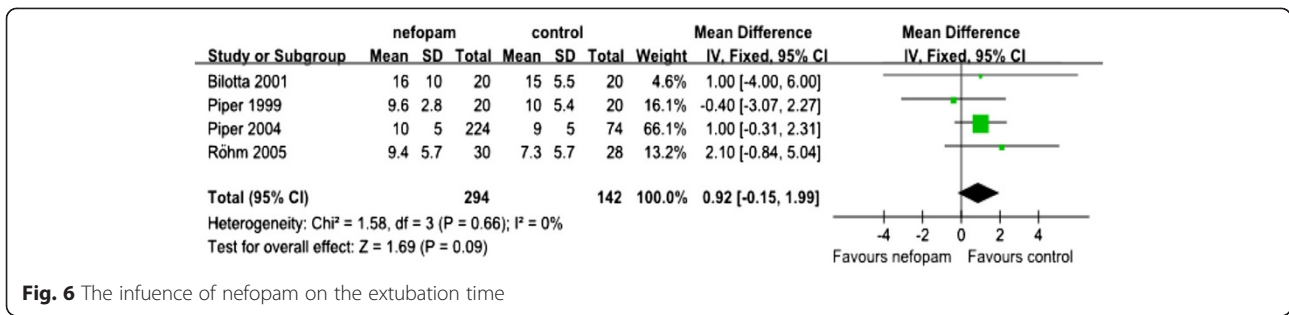 nefopam control Mean Difference Mean Difference
Study or Subgroup Mean SD Total Mean SD Total Weight IV, Fixed, 95% CI IV, Fixed, 95% CI
Bilotta 2001 16 10 20 15 5.5 20 4.6% 1.00 [-4.00, 6.00]
Piper 1999 9.6 2.8 20 10 5.4 20 16.1% -0.40 [-3.07, 2.27]
Piper 2004 10 5 224 9 5 74 66.1% 1.00 [-0.31, 2.31]
Röhm 2005 9.4 5.7 30 7.3 5.7 28 13.2% 2.10 [-0.84, 5.04]
Total (95% CI) 294 142 100.0% 0.92 [-0.15, 1.99]
Heterogeneity: Chi² = 1.58, df = 3 (P = 0.66); I² = 0%
Test for overall effect: Z = 1.69 (P = 0.09)
-4 -2 0 2 4
Favours nefopam Favours control
Fig. 6 The infuence of nefopam on the extubation time